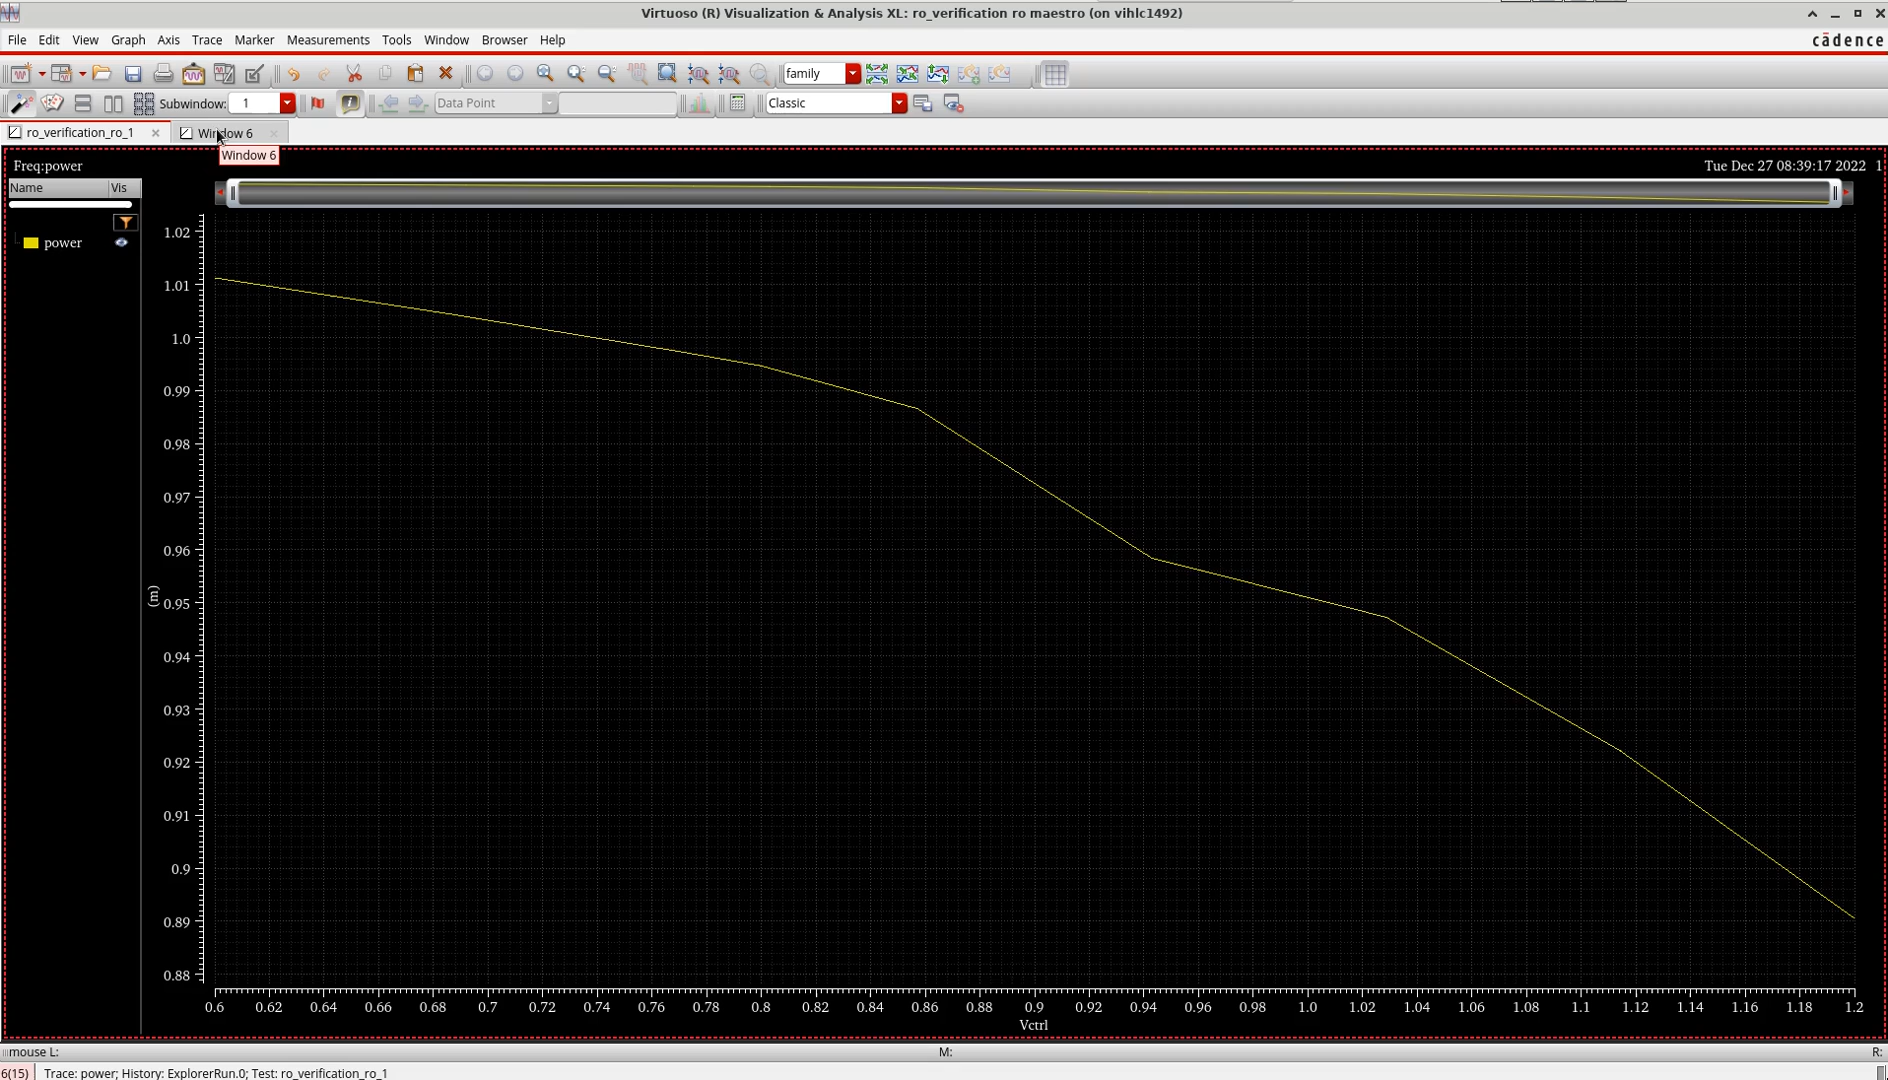 Virtuoso (R) Visualization & Analysis XL: ro_verification ro maestro (on vihlc1492)
File Edit View Graph Axis Trace Marker Measurements Tools Window Browser Help
cādence
family
Subwindow: 1 Data Point Classic
ro_verification_ro_1 Window 6
Window 6
Freq:power Tue Dec 27 08:39:17 2022 1
Name Vis
power
1.02
1.01
1.0
0.99
0.98
0.97
0.96
(m)
0.95
0.94
0.93
0.92
0.91
0.9
0.89
0.88
0.6 0.62 0.64 0.66 0.68 0.7 0.72 0.74 0.76 0.78 0.8 0.82 0.84 0.86 0.88 0.9 0.92 0.94 0.96 0.98 1.0 1.02 1.04 1.06 1.08 1.1 1.12 1.14 1.16 1.18 1.2
Vctrl
mouse L: M: R:
6(15) Trace: power; History: ExplorerRun.0; Test: ro_verification_ro_1